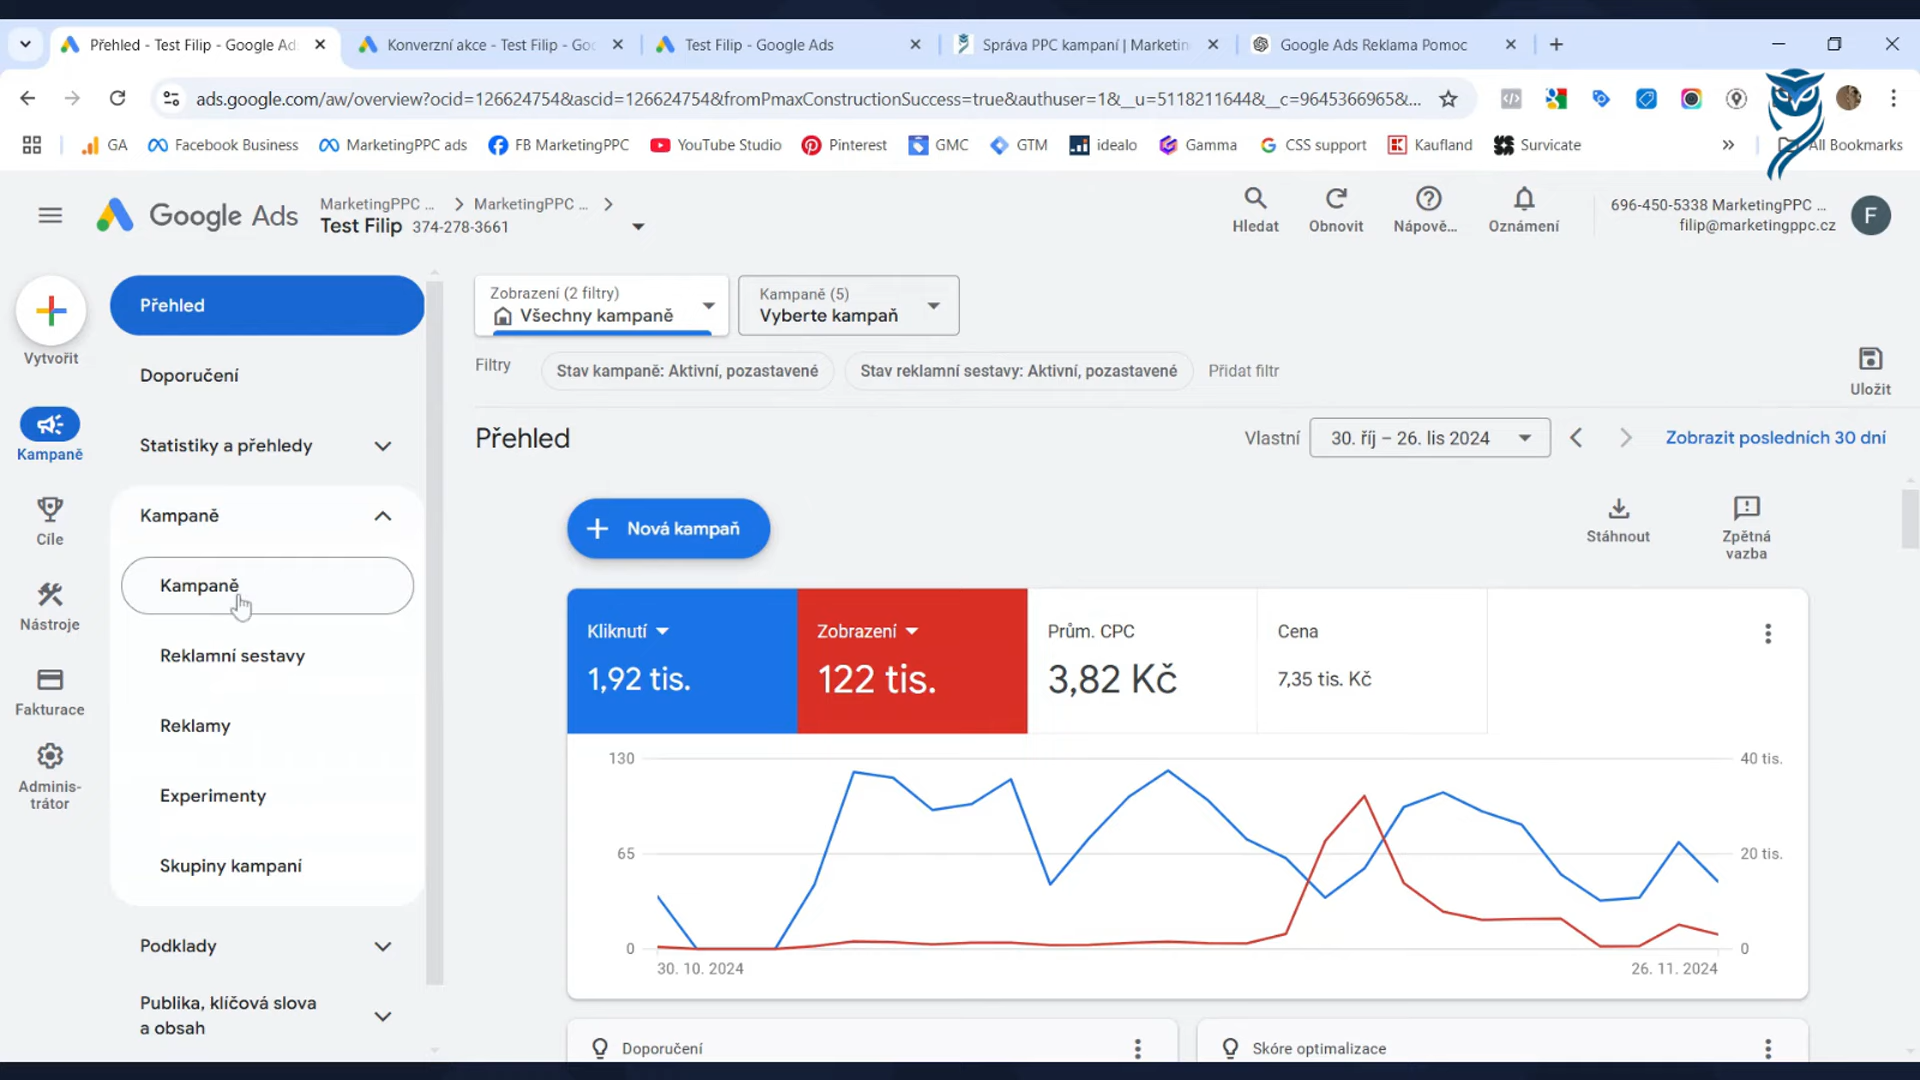 Přehled - Test Filip - Google Ad
Konverzní akce - Test Filip - Goo
Test Filip - Google Ads
Správa PPC kampaní | Marketin
Google Ads Reklama Pomoc
ads.google.com/aw/overview?ocid=126624754&ascid=126624754&fromPmaxConstructionSuccess=true&authuser=1&__u=5118211644&__c=9645366965&...
GA
Facebook Business
MarketingPPC ads
FB MarketingPPC
YouTube Studio
Pinterest
GMC
GTM
idealo
Gamma
CSS support
Kaufland
Survicate
All Bookmarks
Google Ads
MarketingPPC ...
MarketingPPC ...
Test Filip 374-278-3661
Hledat
Obnovit
Nápově...
Oznámení
696-450-5338 MarketingPPC ...
filip@marketingppc.cz
F
Vytvořit
Kampaně
Cíle
Nástroje
Fakturace
Adminis-
trátor
Přehled
Doporučení
Statistiky a přehledy
Kampaně
Kampaně
Reklamní sestavy
Reklamy
Experimenty
Skupiny kampaní
Podklady
Publika, klíčová slova
a obsah
Zobrazení (2 filtry)
Všechny kampaně
Kampaně (5)
Vyberte kampaň
Filtry
Stav kampaně: Aktivní, pozastavené
Stav reklamní sestavy: Aktivní, pozastavené
Přidat filtr
Uložit
Přehled
Vlastní
30. říj – 26. lis 2024
Zobrazit posledních 30 dní
Nová kampaň
Stáhnout
Zpětná
vazba
Kliknutí
1,92 tis.
Zobrazení
122 tis.
Prům. CPC
3,82 Kč
Cena
7,35 tis. Kč
130
40 tis.
65
20 tis.
0
0
30. 10. 2024
26. 11. 2024
Doporučení
Skóre optimalizace